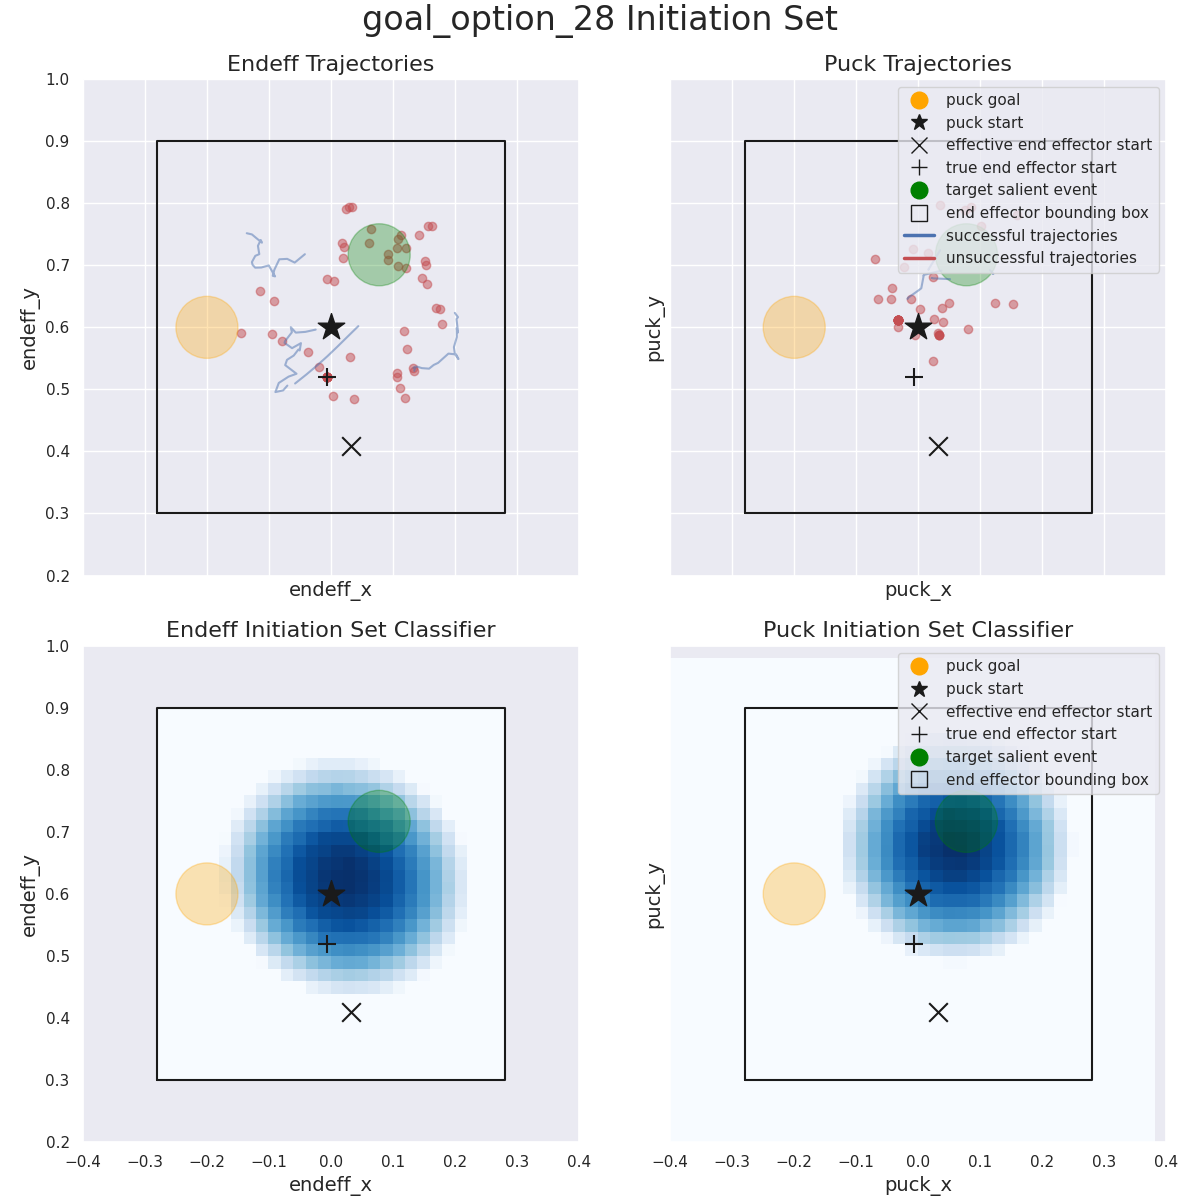 goal_option_28 Initiation Set
Endeff Trajectories
1.0
0.9
0.8
0.7
0.6
0.5
0.4
0.3
0.2
endeff_y
endeff_x
Puck Trajectories
puck goal
puck start
effective end effector start
true end effector start
target salient event
end effector bounding box
successful trajectories
unsuccessful trajectories
puck_y
puck_x
Endeff Initiation Set Classifier
1.0
0.9
0.8
0.7
0.6
0.5
0.4
0.3
0.2
endeff_y
−0.4 −0.3 −0.2 −0.1 0.0 0.1 0.2 0.3 0.4
endeff_x
Puck Initiation Set Classifier
puck goal
puck start
effective end effector start
true end effector start
target salient event
end effector bounding box
puck_y
−0.4 −0.3 −0.2 −0.1 0.0 0.1 0.2 0.3 0.4
puck_x